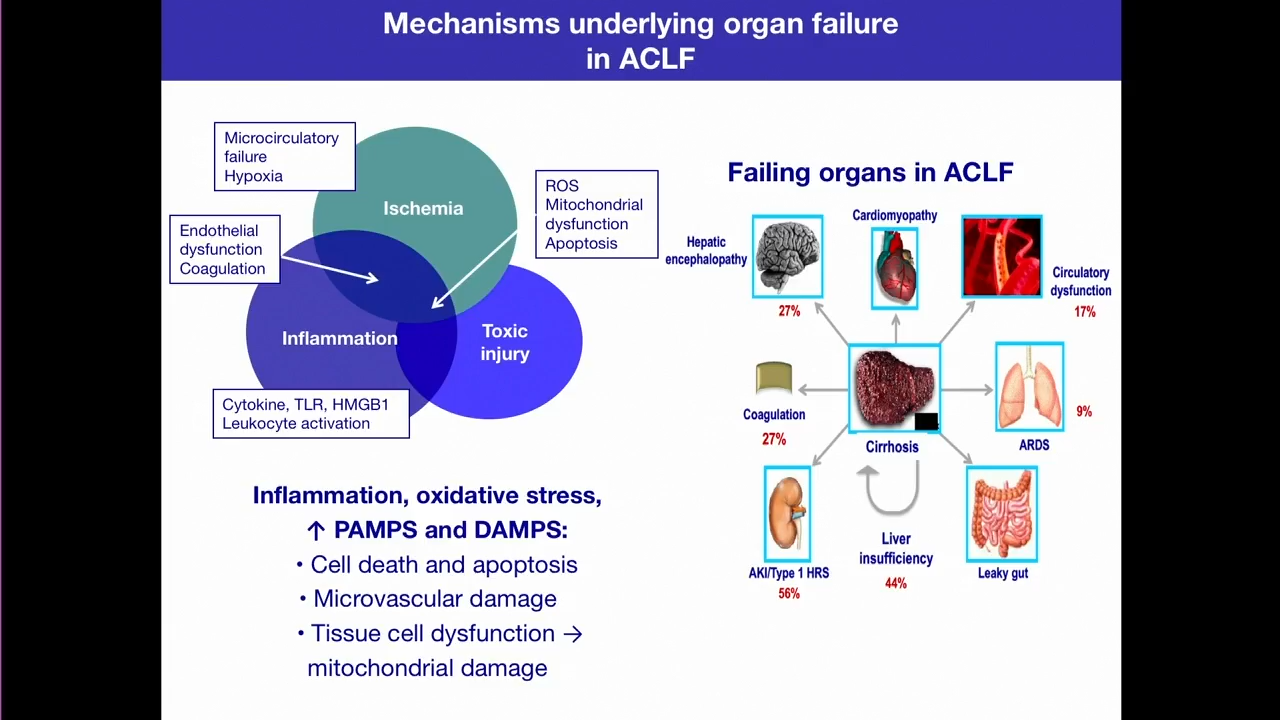 Mechanisms underlying organ failure
in ACLF
Microcirculatory
failure
Hypoxia
Ischemia
ROS
Mitochondrial
dysfunction
Apoptosis
Endothelial
dysfunction
Coagulation
Inflammation
Toxic
injury
Cytokine, TLR, HMGB1
Leukocyte activation
Inflammation, oxidative stress,
↑ PAMPS and DAMPS:
• Cell death and apoptosis
• Microvascular damage
• Tissue cell dysfunction →
mitochondrial damage
Failing organs in ACLF
Cardiomyopathy
Hepatic
encephalopathy
27%
Circulatory
dysfunction
17%
Coagulation
27%
Cirrhosis
9%
ARDS
AKI/Type 1 HRS
56%
Liver
insufficiency
44%
Leaky gut